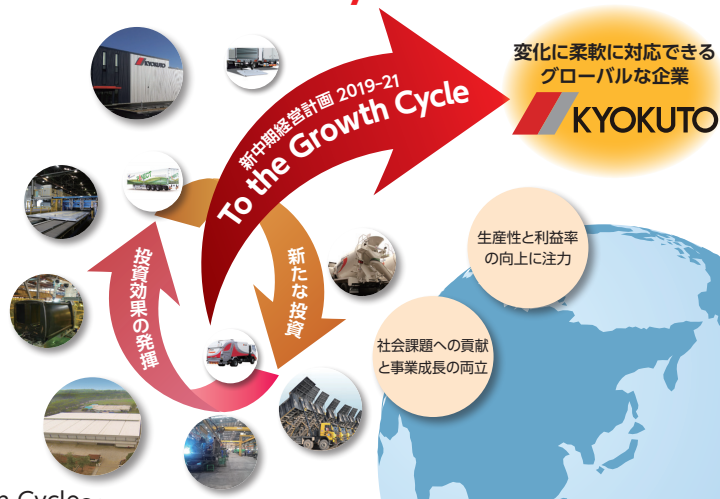 変化に柔軟に対応できる
グローバルな企業
KYOKUTO
KYOKUTO
新中期経営計画 2019-21
To the Growth Cycle
新たな投資
投資効果の発揮
生産性と利益率
の向上に注力
社会課題への貢献
と事業成長の両立